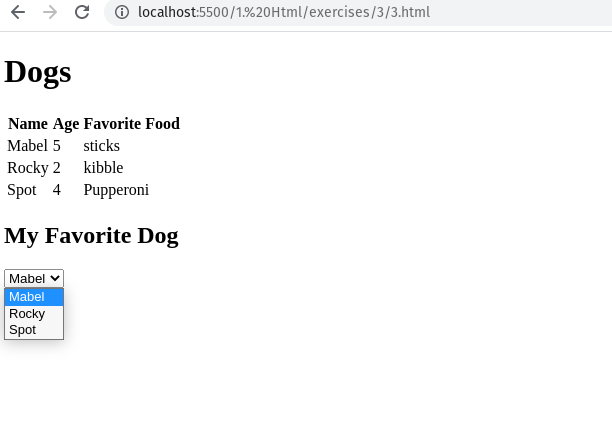 localhost:5500/1.%20Html/exercises/3/3.html
Dogs
Name Age Favorite Food
Mabel 5 sticks
Rocky 2 kibble
Spot 4 Pupperoni
My Favorite Dog
Mabel
Mabel
Rocky
Spot